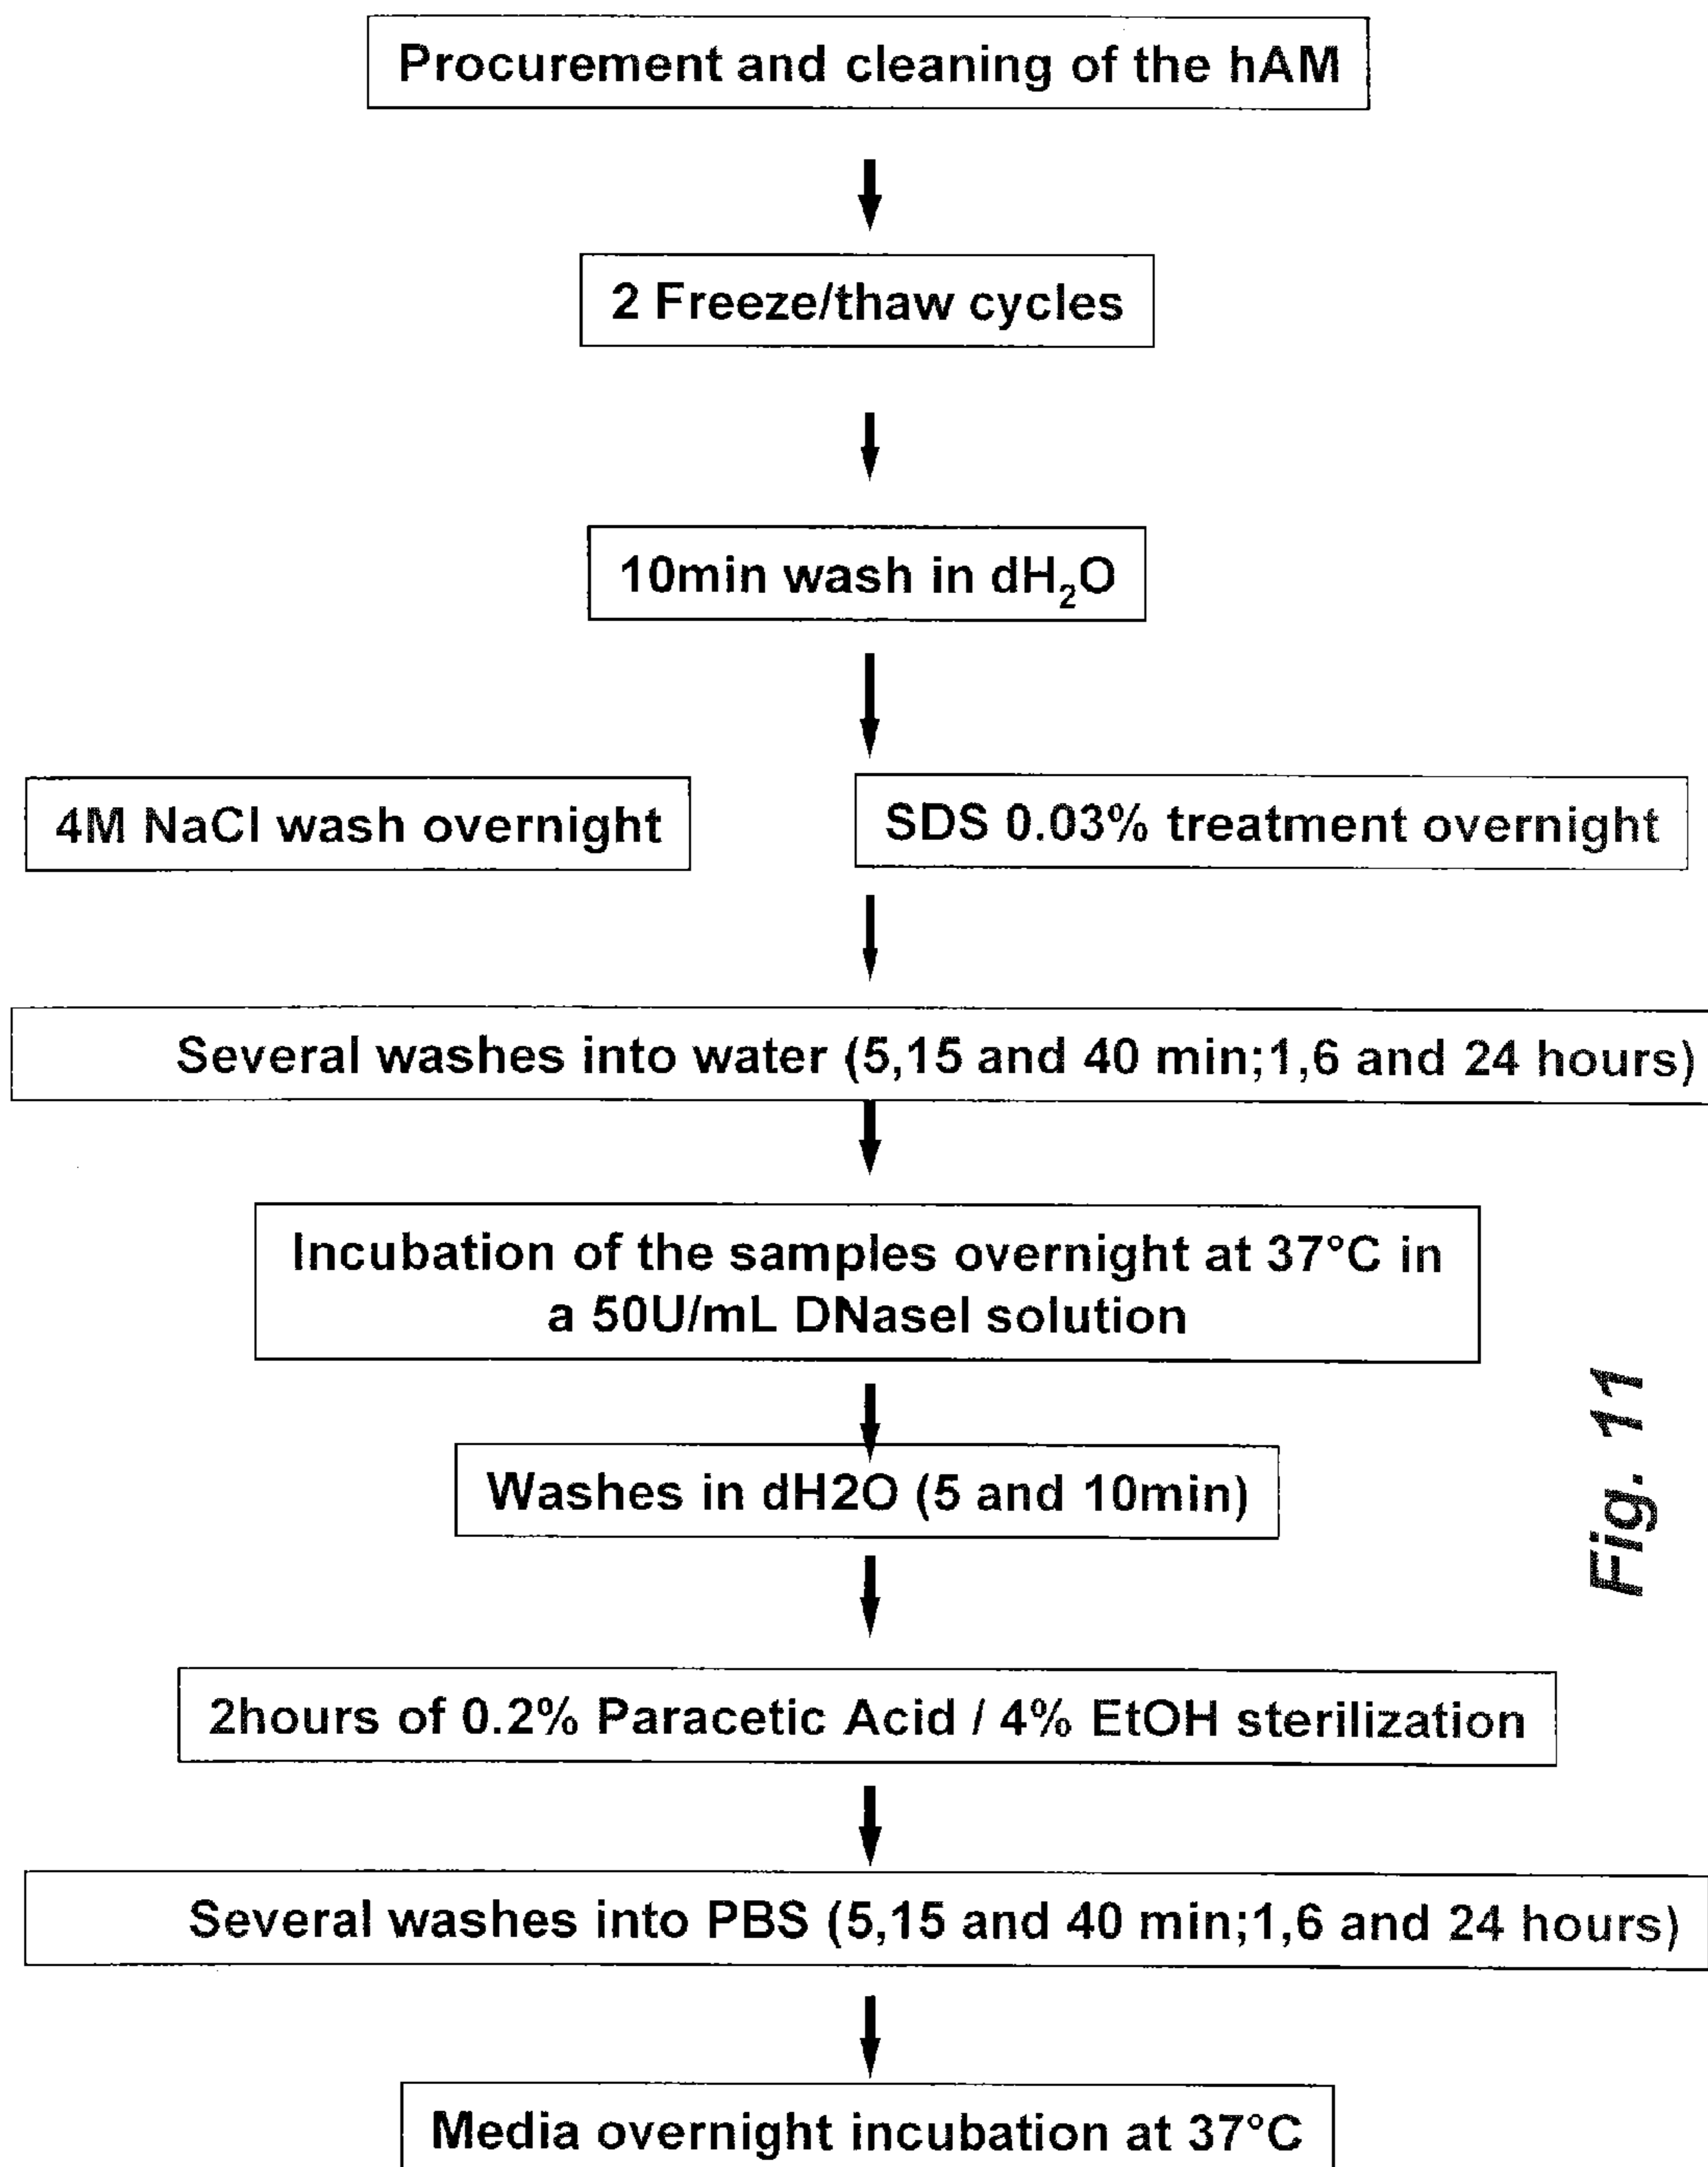 Procurement and cleaning of the hAM
2 Freeze/thaw cycles
10min wash in dH₂O
4M NaCl wash overnight
SDS 0.03% treatment overnight
Several washes into water (5,15 and 40 min;1,6 and 24 hours)
Incubation of the samples overnight at 37°C in
a 50U/mL DNaseI solution
Washes in dH2O (5 and 10min)
2hours of 0.2% Paracetic Acid / 4% EtOH sterilization
Several washes into PBS (5,15 and 40 min;1,6 and 24 hours)
Media overnight incubation at 37°C
Fig. 11